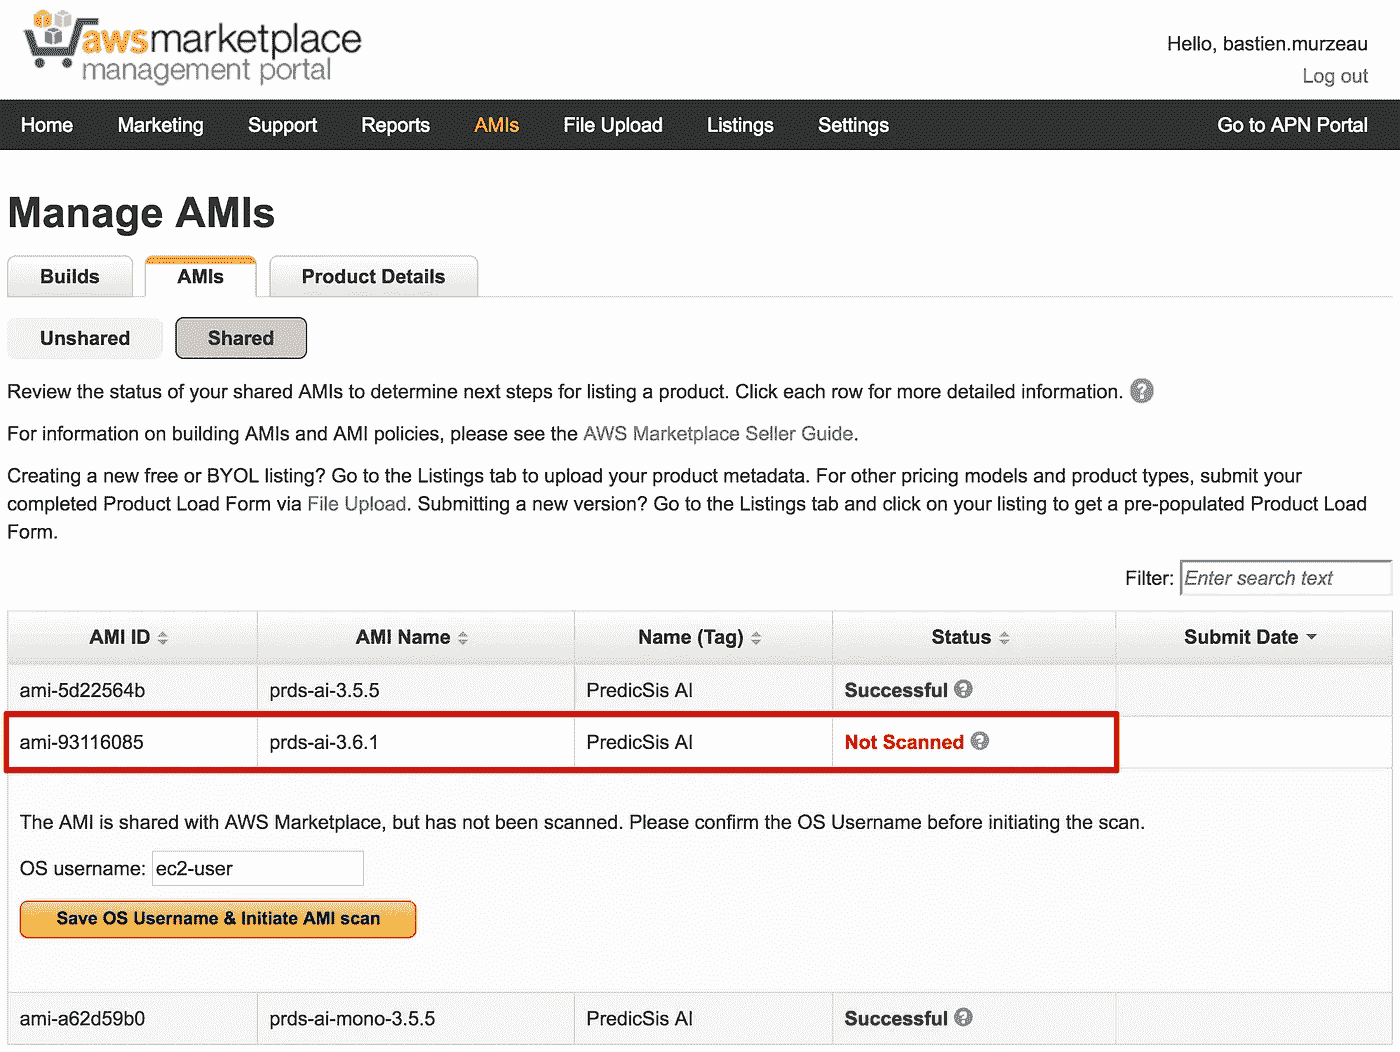 awsmarketplace
management portal
Hello, bastien.murzeau
Log out
Home Marketing Support Reports AMIs File Upload Listings Settings Go to APN Portal
Manage AMIs
Builds AMIs Product Details
Unshared Shared
Review the status of your shared AMIs to determine next steps for listing a product. Click each row for more detailed information. ?
For information on building AMIs and AMI policies, please see the AWS Marketplace Seller Guide.
Creating a new free or BYOL listing? Go to the Listings tab to upload your product metadata. For other pricing models and product types, submit your
completed Product Load Form via File Upload. Submitting a new version? Go to the Listings tab and click on your listing to get a pre-populated Product Load
Form.
Filter: Enter search text
AMI ID AMI Name Name (Tag) Status Submit Date
ami-5d22564b prds-ai-3.5.5 PredicSis AI Successful ?
ami-93116085 prds-ai-3.6.1 PredicSis AI Not Scanned ?
The AMI is shared with AWS Marketplace, but has not been scanned. Please confirm the OS Username before initiating the scan.
OS username: ec2-user
Save OS Username & Initiate AMI scan
ami-a62d59b0 prds-ai-mono-3.5.5 PredicSis AI Successful ?